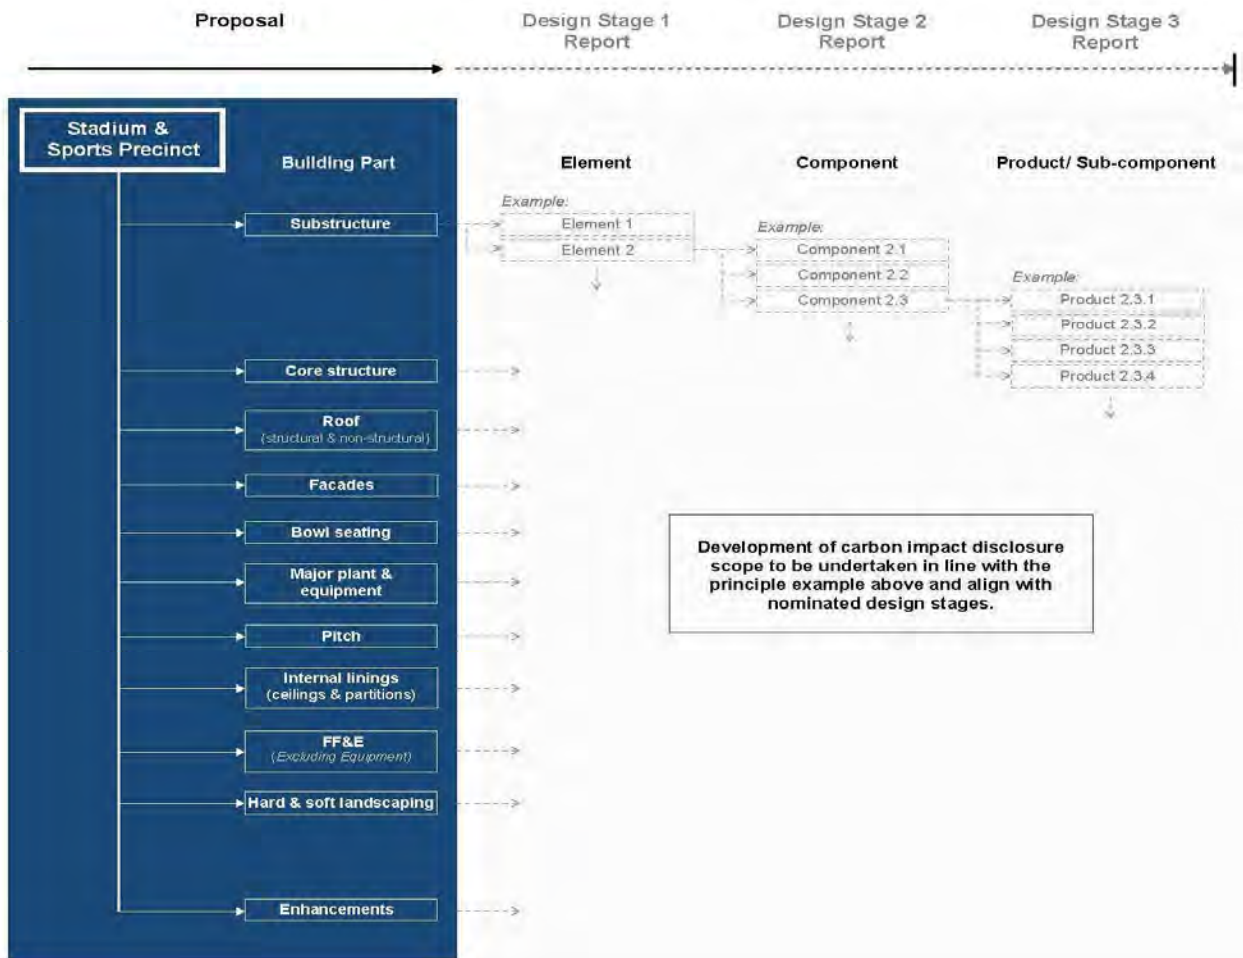 Proposal
Design Stage 1
Report
Design Stage 2
Report
Design Stage 3
Report
Stadium &
Sports Precinct
Building Part
Element
Component
Product/ Sub-component
Substructure
Example:
Element 1
Element 2
Example:
Component 2.1
Component 2.2
Component 2.3
Example:
Product 2.3.1
Product 2.3.2
Product 2.3.3
Product 2.3.4
Core structure
Roof
(structural & non-structural)
Facades
Bowl seating
Major plant &
equipment
Pitch
Internal linings
(ceilings & partitions)
FF&E
(Excluding Equipment)
Hard & soft landscaping
Enhancements
Development of carbon impact disclosure
scope to be undertaken in line with the
principle example above and align with
nominated design stages.